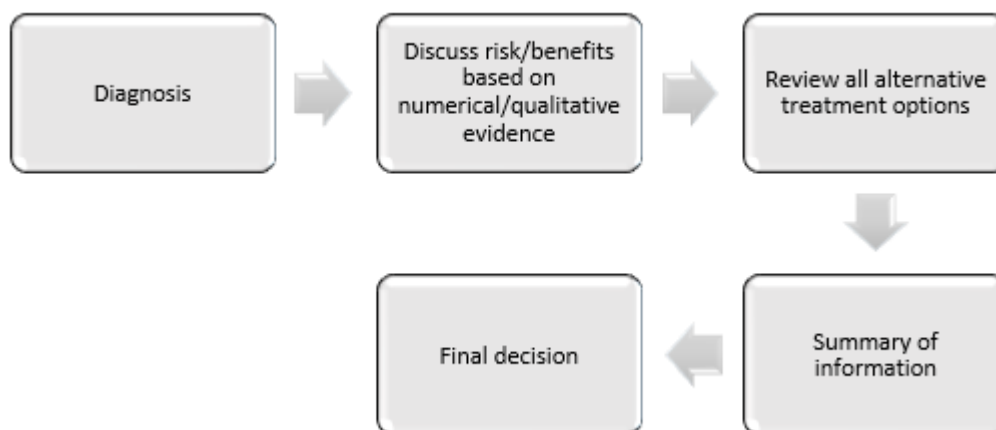 Diagnosis
Discuss risk/benefits
based on
numerical/qualitative
evidence
Review all alternative
treatment options
Summary of
information
Final decision